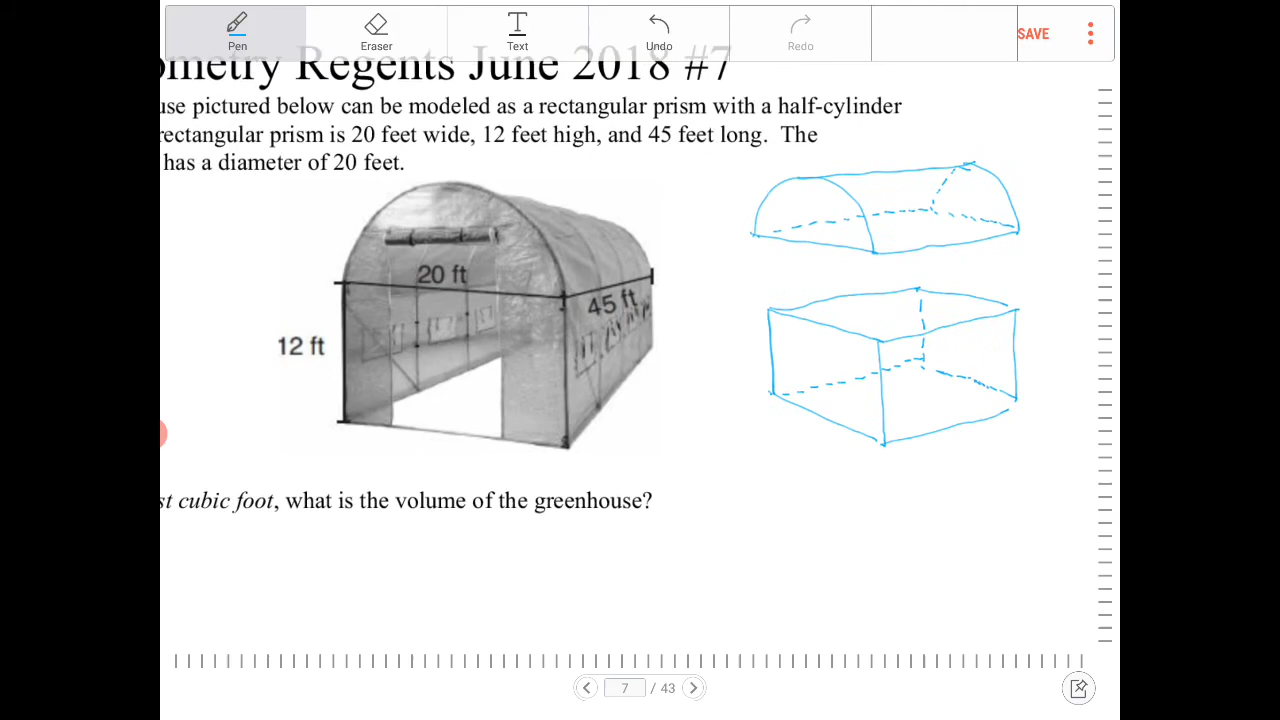 Pen
Eraser
Text
Undo
Redo
SAVE
ometry Regents June 2018 #7
use pictured below can be modeled as a rectangular prism with a half-cylinder
rectangular prism is 20 feet wide, 12 feet high, and 45 feet long. The
has a diameter of 20 feet.
20 ft
45 ft
12 ft
st cubic foot, what is the volume of the greenhouse?
7 / 43